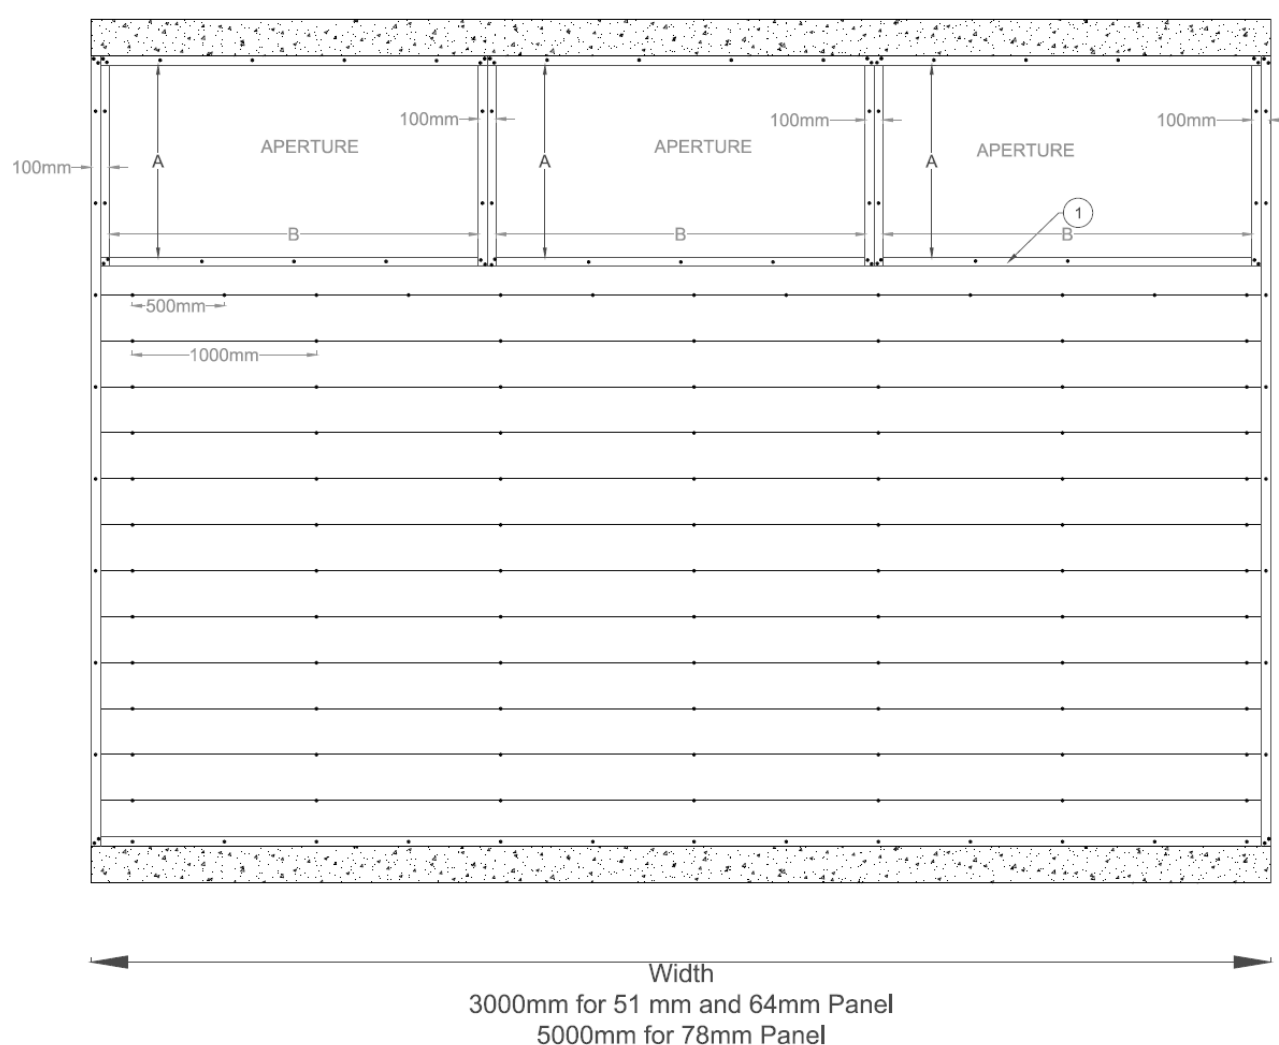 100mm
100mm
100mm
APERTURE
APERTURE
APERTURE
100mm
A
A
A
1
B
B
B
500mm
1000mm
Width
3000mm for 51 mm and 64mm Panel
5000mm for 78mm Panel